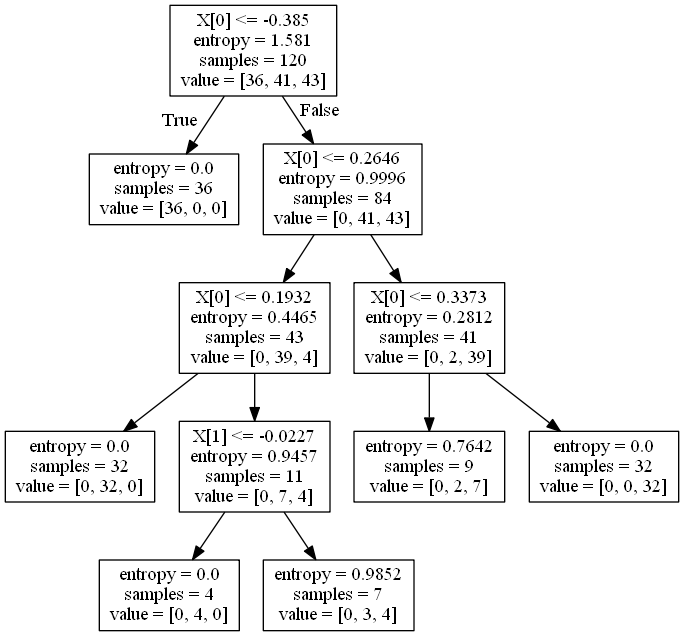 X[0] <= -0.385
entropy = 1.581
samples = 120
value = [36, 41, 43]
True
False
entropy = 0.0
samples = 36
value = [36, 0, 0]
X[0] <= 0.2646
entropy = 0.9996
samples = 84
value = [0, 41, 43]
X[0] <= 0.1932
entropy = 0.4465
samples = 43
value = [0, 39, 4]
X[0] <= 0.3373
entropy = 0.2812
samples = 41
value = [0, 2, 39]
entropy = 0.0
samples = 32
value = [0, 32, 0]
X[1] <= -0.0227
entropy = 0.9457
samples = 11
value = [0, 7, 4]
entropy = 0.7642
samples = 9
value = [0, 2, 7]
entropy = 0.0
samples = 32
value = [0, 0, 32]
entropy = 0.0
samples = 4
value = [0, 4, 0]
entropy = 0.9852
samples = 7
value = [0, 3, 4]